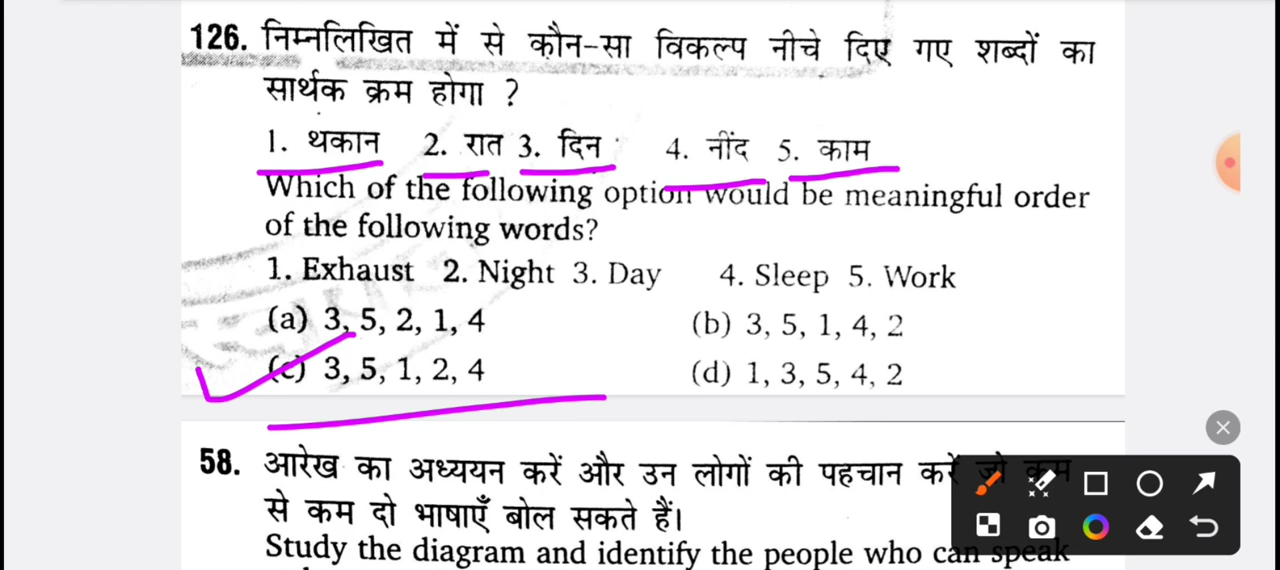 126. निम्नलिखित में से कौन-सा विकल्प नीचे दिए गए शब्दों का
सार्थक क्रम होगा ?
1. थकान 2. रात 3. दिन 4. नींद 5. काम
Which of the following option would be meaningful order
of the following words?
1. Exhaust 2. Night 3. Day 4. Sleep 5. Work
(a) 3, 5, 2, 1, 4 (b) 3, 5, 1, 4, 2
(c) 3, 5, 1, 2, 4 (d) 1, 3, 5, 4, 2
58. आरेख का अध्ययन करें और उन लोगों की पहचान करें जो कम
से कम दो भाषाएँ बोल सकते हैं।
Study the diagram and identify the people who can speak